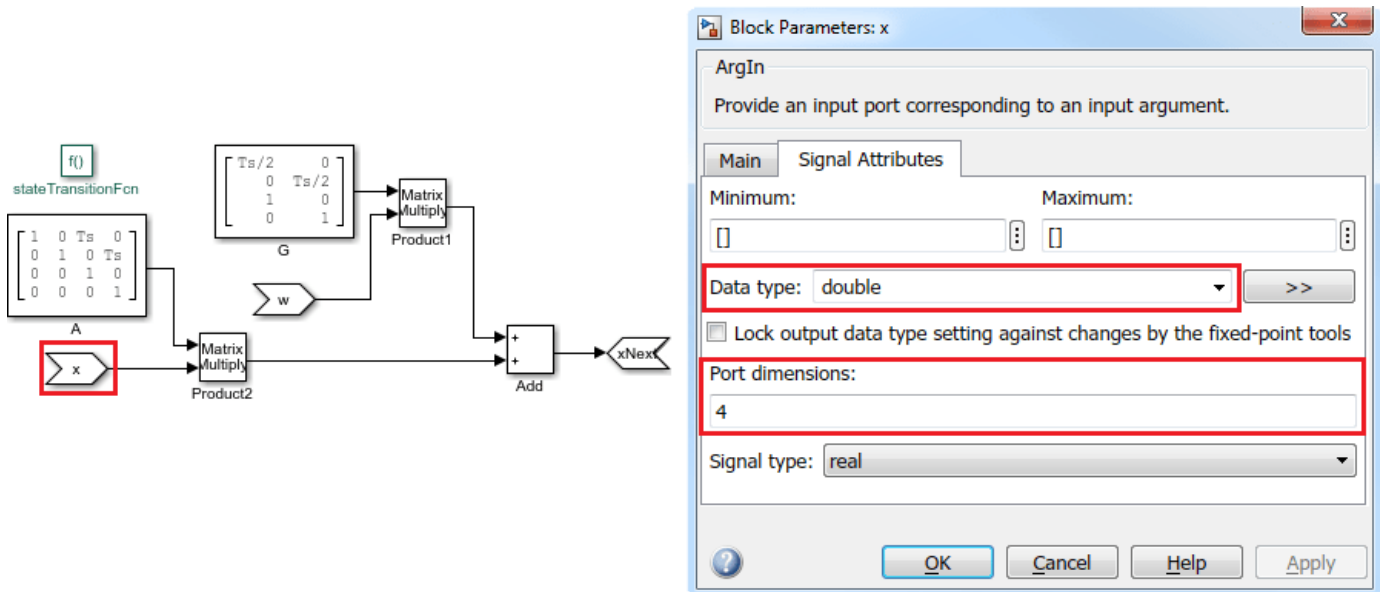 f()
stateTransitionFcn
1 0 Ts 0
0 1 0 Ts
0 0 1 0
0 0 0 1
A
x
Ts/2 0
0 Ts/2
1 0
0 1
G
w
Matrix
Multiply
Product1
Matrix
Multiply
Product2
+
+
Add
xNext
Block Parameters: x
ArgIn
Provide an input port corresponding to an input argument.
Main Signal Attributes
Minimum: Maximum:
[] []
Data type: double >>
Lock output data type setting against changes by the fixed-point tools
Port dimensions:
4
Signal type: real
? OK Cancel Help Apply